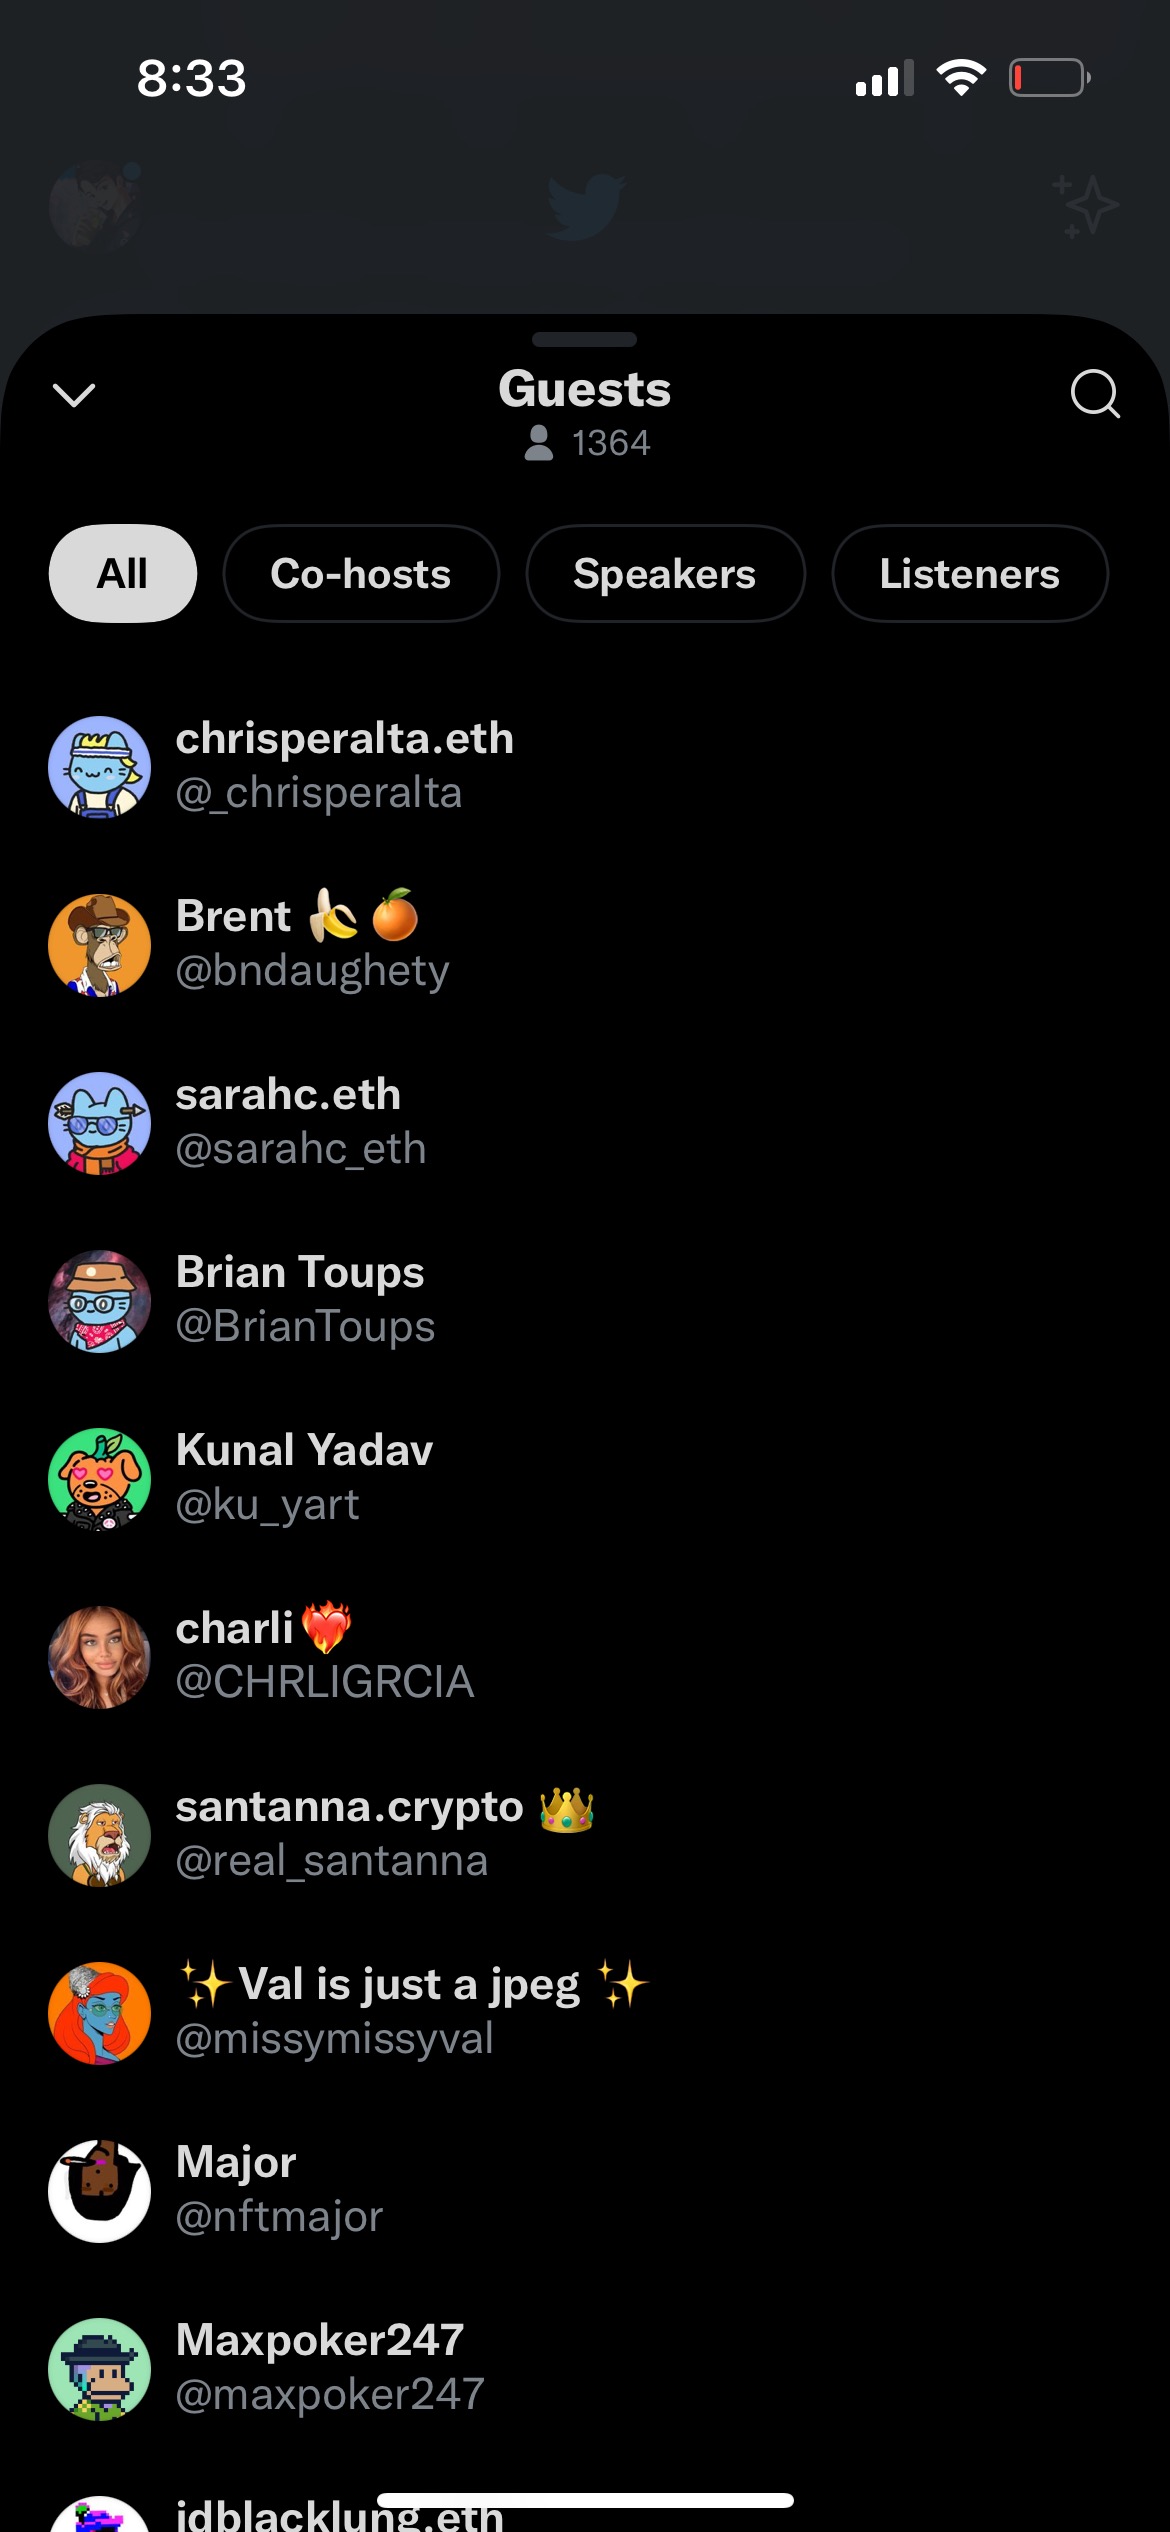 8:33
Guests
1364
All Co-hosts Speakers Listeners
chrisperalta.eth
@_chrisperalta
Brent 🍌 🍊
@bndaughety
sarahc.eth
@sarahc_eth
Brian Toups
@BrianToups
Kunal Yadav
@ku_yart
charli❤️‍🔥
@CHRLIGRCIA
santanna.crypto 👑
@real_santanna
✨Val is just a jpeg ✨
@missymissyval
Major
@nftmajor
Maxpoker247
@maxpoker247
jdblacklung.eth